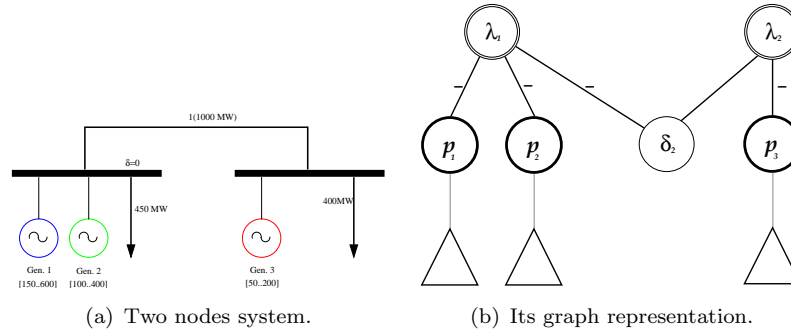 1(1000 MW)
δ=0
450 MW
400MW
Gen. 1
[150..600]
Gen. 2
[100..400]
Gen. 3
[50..200]
(a) Two nodes system.
λ₁
λ₂
− − − −
p₁
p₂
δ₂
p₃
(b) Its graph representation.